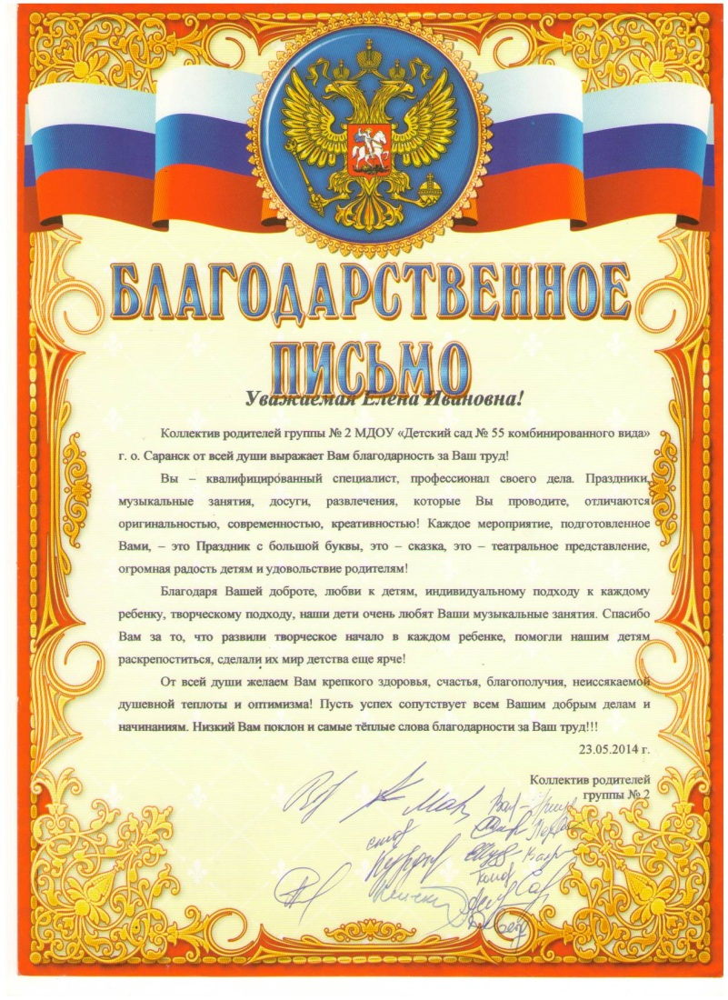 БЛАГОДАРСТВЕННОЕ
ПИСЬМО
Уважаемая Елена Ивановна!
Коллектив родителей группы № 2 МДОУ «Детский сад № 55 комбинированного вида»
г. о. Саранск от всей души выражает Вам благодарность за Ваш труд!
Вы – квалифицированный специалист, профессионал своего дела. Праздники,
музыкальные занятия, досуги, развлечения, которые Вы проводите, отличаются
оригинальностью, современностью, креативностью! Каждое мероприятие, подготовленное
Вами, – это Праздник с большой буквы, это – сказка, это – театральное представление,
огромная радость детям и удовольствие родителям!
Благодаря Вашей доброте, любви к детям, индивидуальному подходу к каждому
ребенку, творческому подходу, наши дети очень любят Ваши музыкальные занятия. Спасибо
Вам за то, что развили творческое начало в каждом ребенке, помогли нашим детям
раскрепоститься, сделали их мир детства еще ярче!
От всей души желаем Вам крепкого здоровья, счастья, благополучия, неиссякаемой
душевной теплоты и оптимизма! Пусть успех сопутствует всем Вашим добрым делам и
начинаниям. Низкий Вам поклон и самые тёплые слова благодарности за Ваш труд!!!
23.05.2014 г.
Коллектив родителей
группы № 2